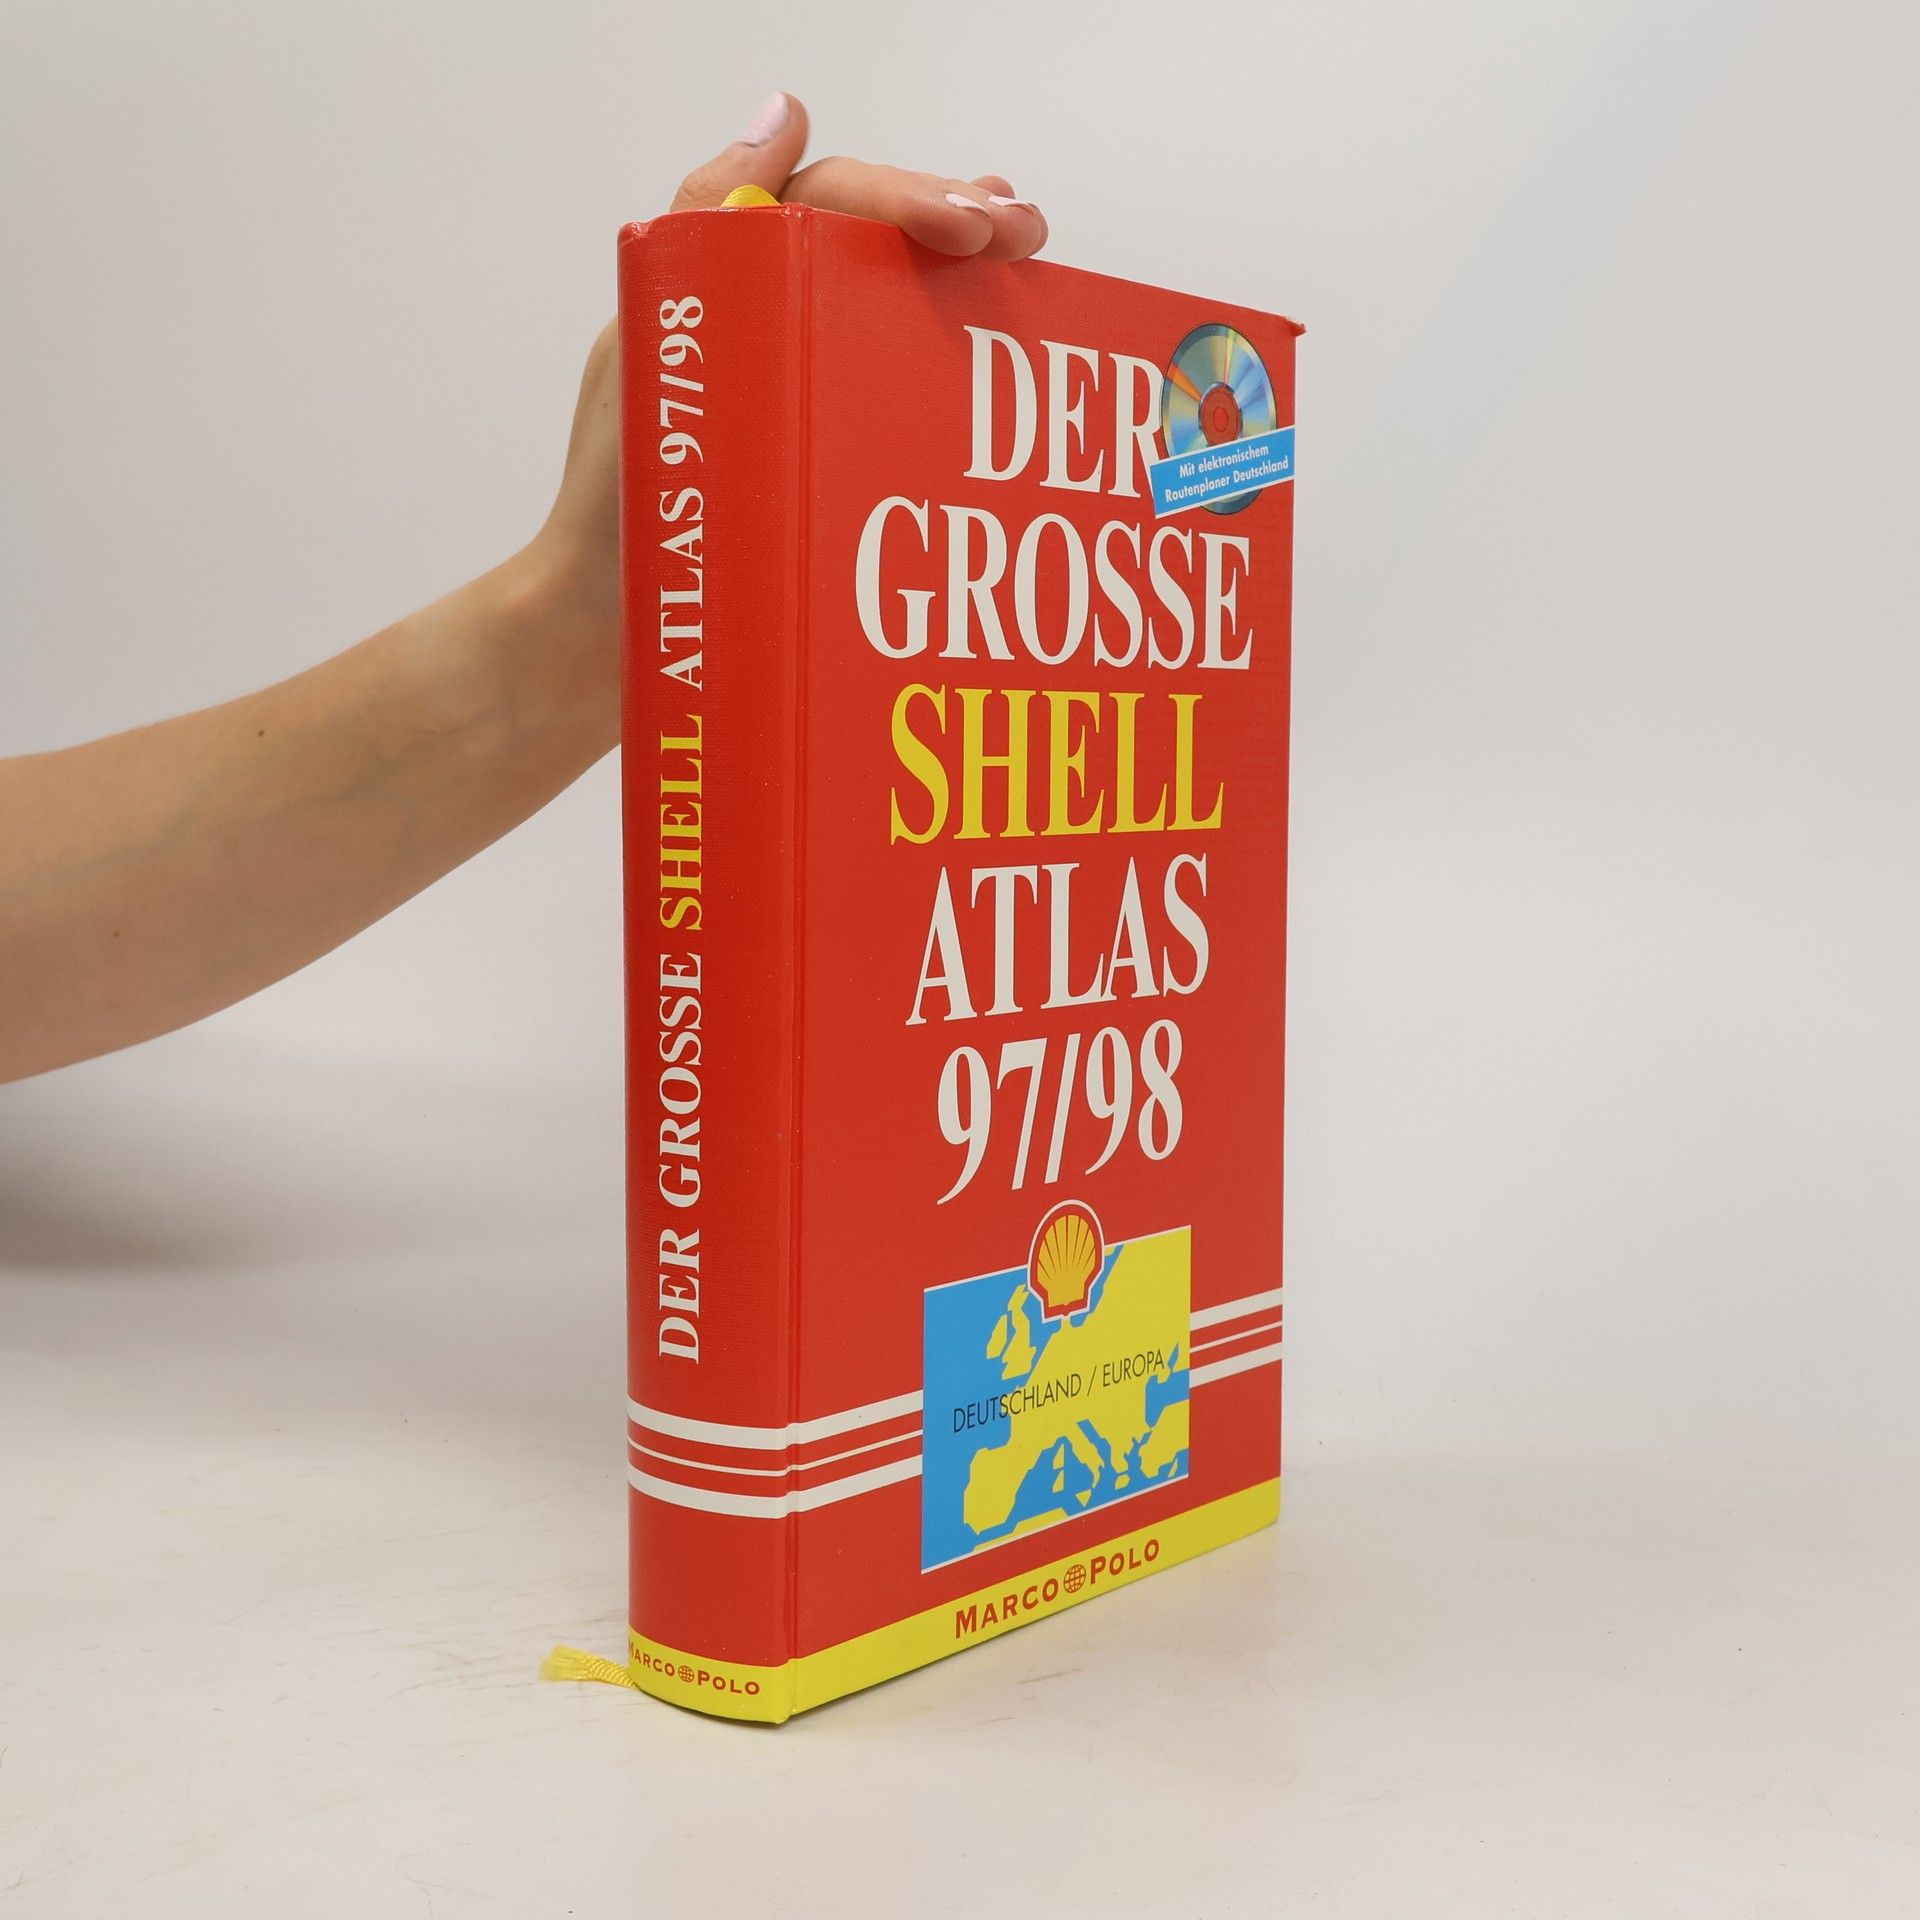 DER GROSSE SHELL ATLAS 97/98
MARCO POLO
DER
GROSSE
SHELL
ATLAS
97/98
Mit elektronischem
Routenplaner Deutschland
DEUTSCHLAND / EUROPA
MARCO POLO